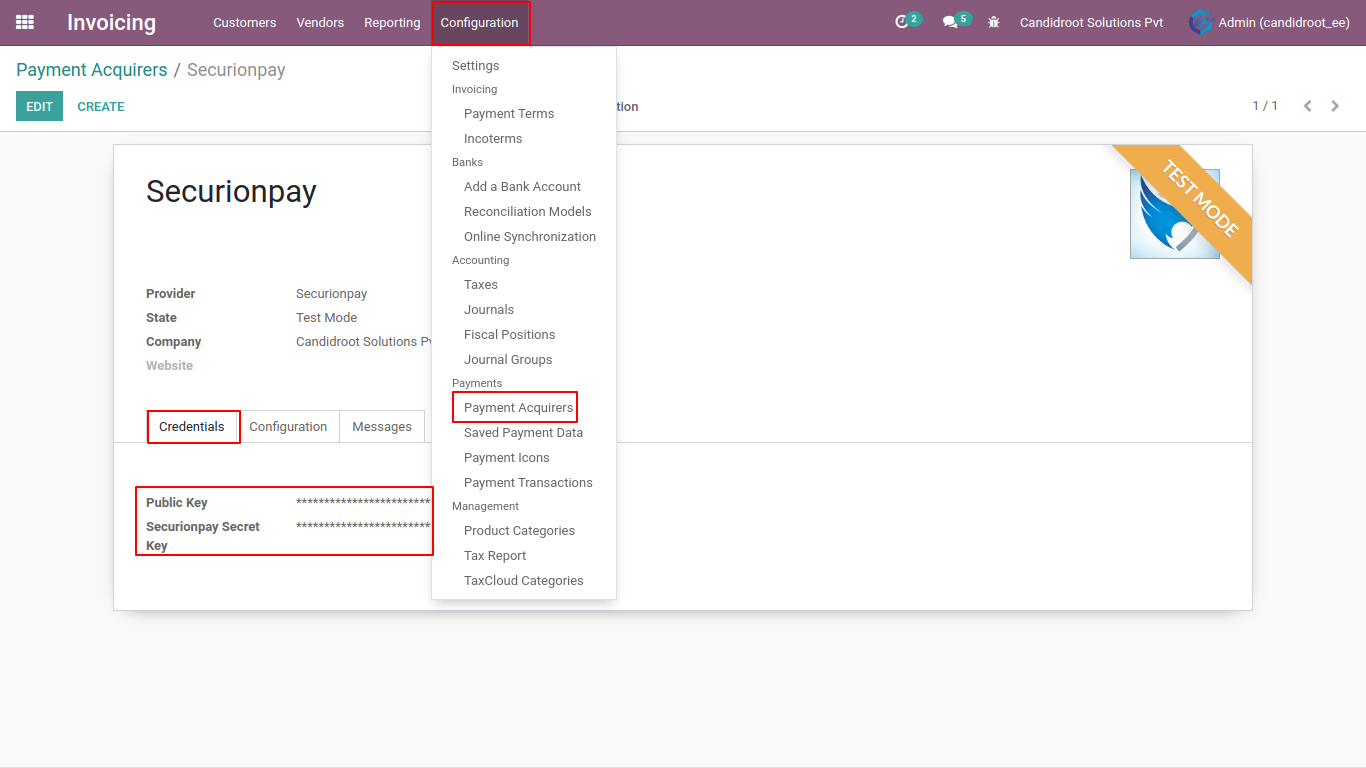 Invoicing
Customers Vendors Reporting Configuration
2 5 Candidroot Solutions Pvt Admin (candidroot_ee)
Payment Acquirers / Securionpay
EDIT CREATE
tion
1 / 1
Settings
Invoicing
Payment Terms
Incoterms
Banks
Add a Bank Account
Reconciliation Models
Online Synchronization
Accounting
Taxes
Journals
Fiscal Positions
Journal Groups
Payments
Payment Acquirers
Saved Payment Data
Payment Icons
Payment Transactions
Management
Product Categories
Tax Report
TaxCloud Categories
Securionpay
TEST MODE
Provider Securionpay
State Test Mode
Company Candidroot Solutions Pv
Website
Credentials Configuration Messages
Public Key ************************
Securionpay Secret ************************
Key